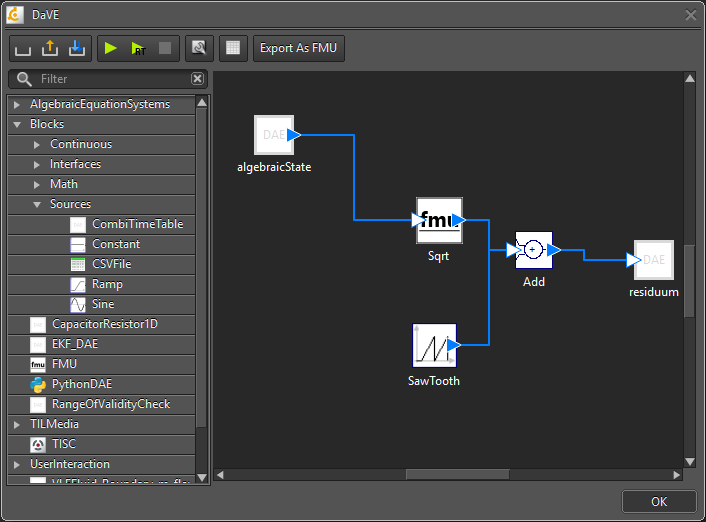 DaVE
RT
Export As FMU
Filter
AlgebraicEquationSystems
Blocks
Continuous
Interfaces
Math
Sources
CombiTimeTable
Constant
CSVFile
Ramp
Sine
CapacitorResistor1D
EKF_DAE
fmu FMU
PythonDAE
RangeOfValidityCheck
TILMedia
TISC
UserInteraction
DAE
algebraicState
fmu
Sqrt
+
Add
DAE
residuum
SawTooth
OK